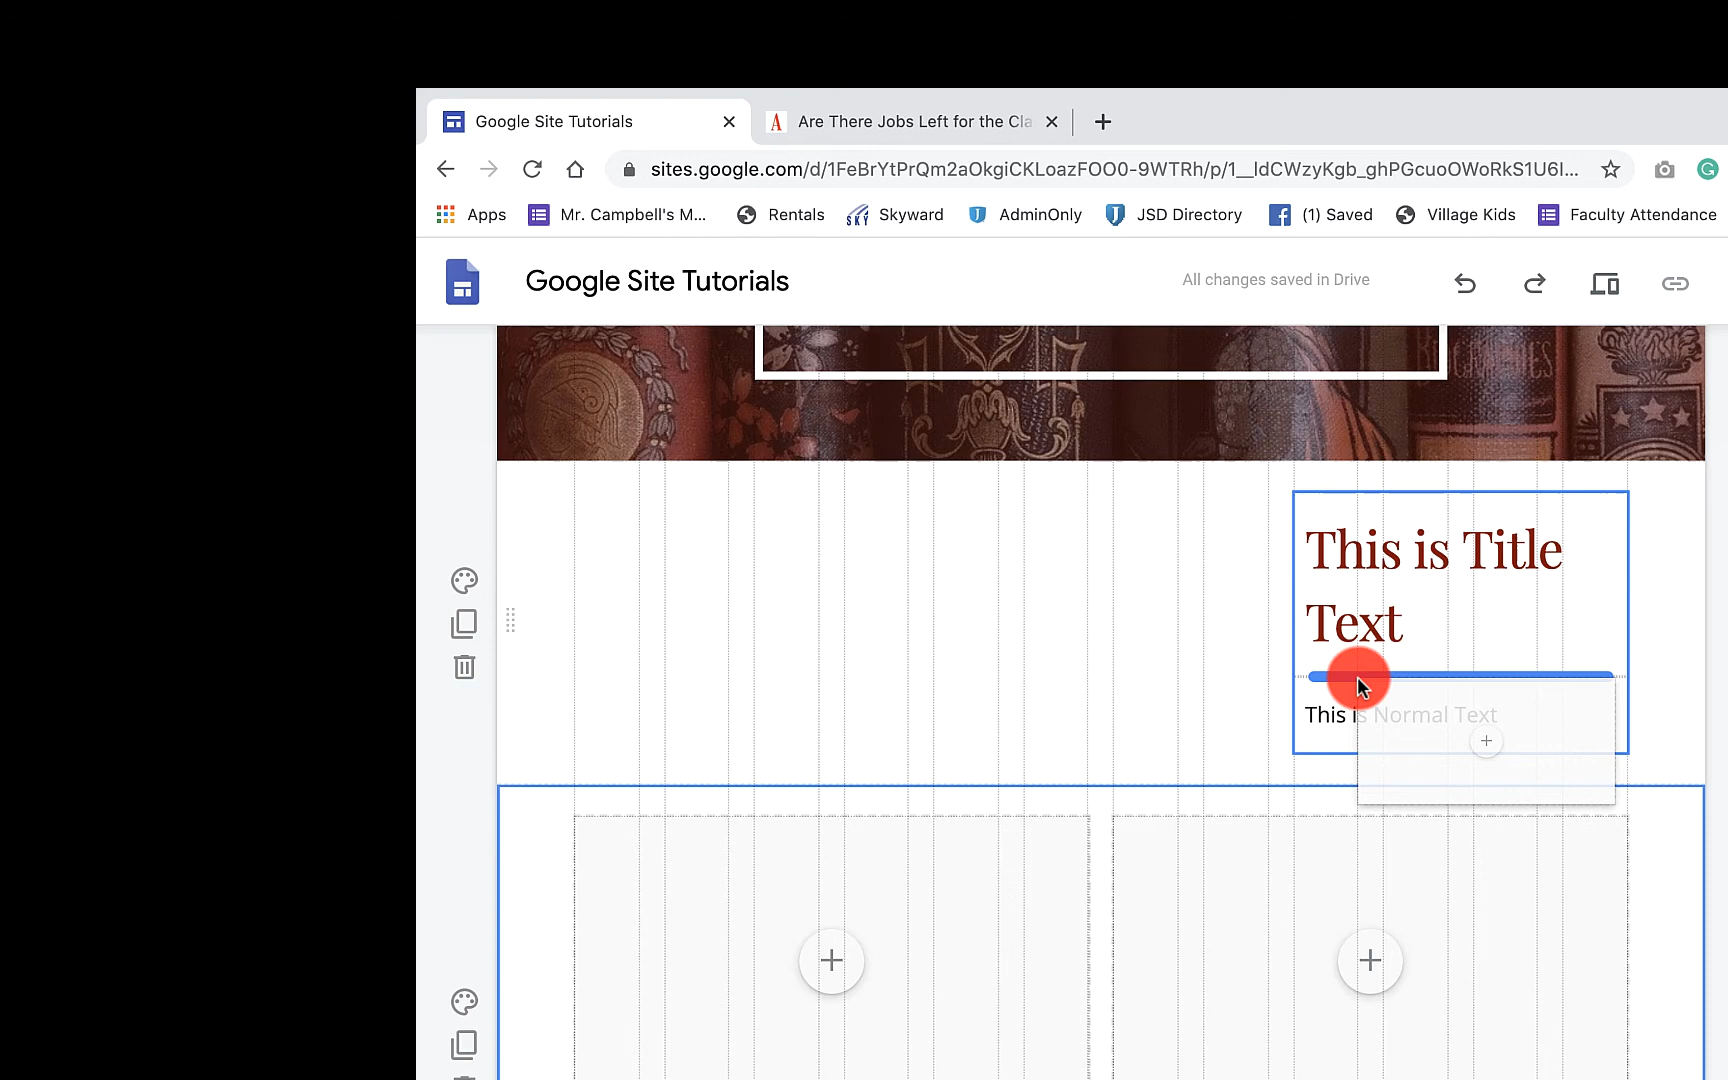 Google Site Tutorials
Are There Jobs Left for the Cla
sites.google.com/d/1FeBrYtPrQm2aOkgiCKLoazFOO0-9WTRh/p/1__ldCWzyKgb_ghPGcuoOWoRkS1U6I...
Apps
Mr. Campbell's M...
Rentals
SKY Skyward
AdminOnly
JSD Directory
(1) Saved
Village Kids
Faculty Attendance
Google Site Tutorials
All changes saved in Drive
This is Title
Text
This is Normal Text